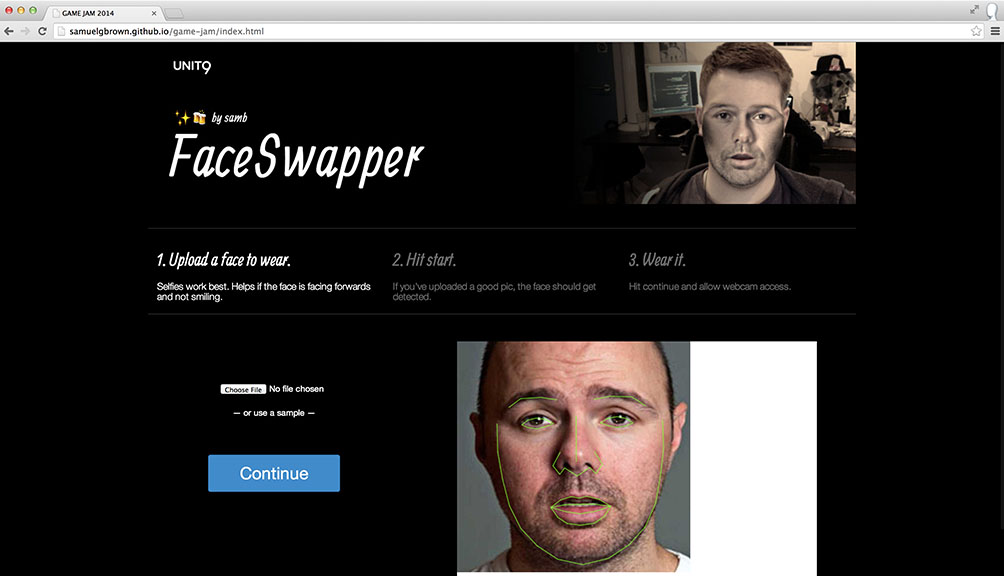 GAME JAM 2014
samuelgbrown.github.io/game-jam/index.html
UNIT9
by samb
FaceSwapper
1. Upload a face to wear.
Selfies work best. Helps if the face is facing forwards
and not smiling.
2. Hit start.
If you've uploaded a good pic, the face should get
detected.
3. Wear it.
Hit continue and allow webcam access.
Choose File No file chosen
— or use a sample —
Continue